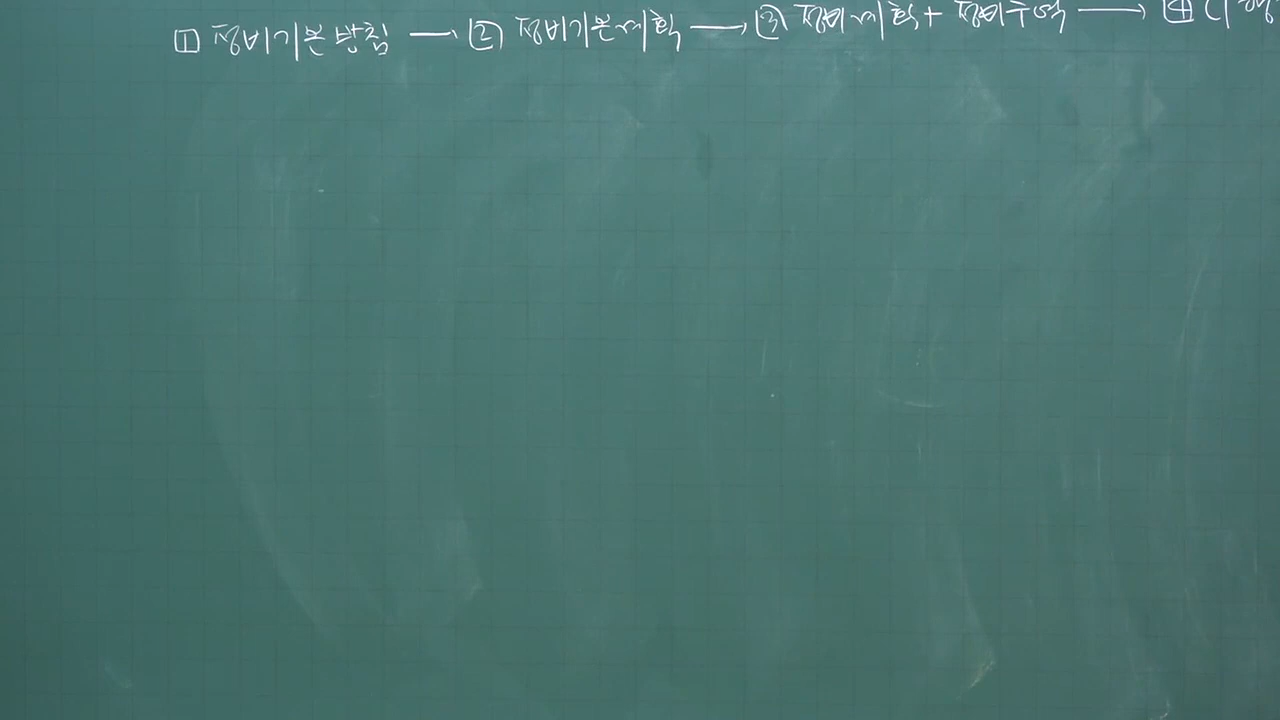 ① 정비기본방침 → ② 정비기본계획 → ③ 정비계획 + 정비구역 → ④